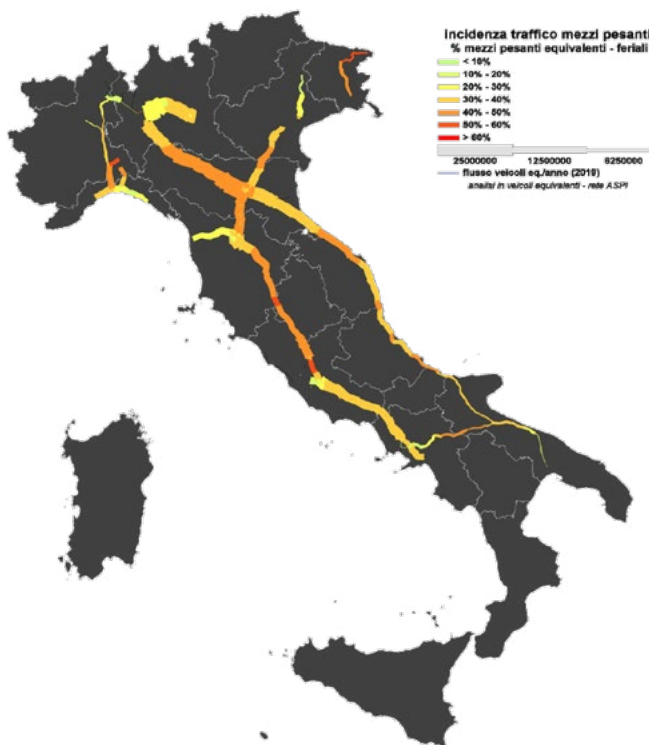 Incidenza traffico mezzi pesanti
% mezzi pesanti equivalenti - feriali
< 10%
10% - 20%
20% - 30%
30% - 40%
40% - 50%
50% - 60%
> 60%
25000000 12500000 6250000
flusso veicoli eq./anno (2019)
analisi in veicoli equivalenti - rete ASPI